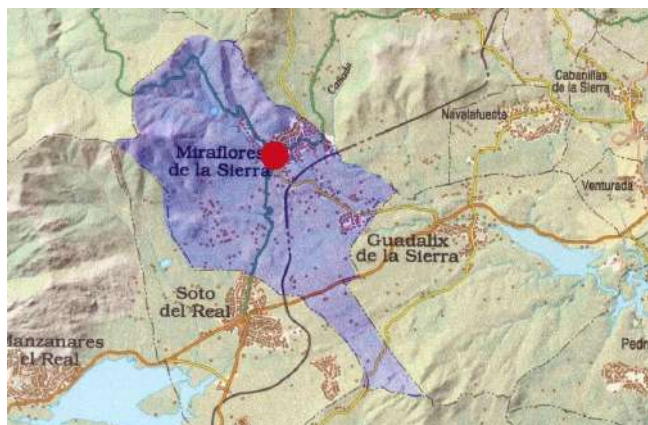 Cañada
Cabanillas
de la Sierra
Navalafuente
Miraflores
de la Sierra
Venturada
Guadalix
de la Sierra
Soto
del Real
Manzanares
el Real
Pedr